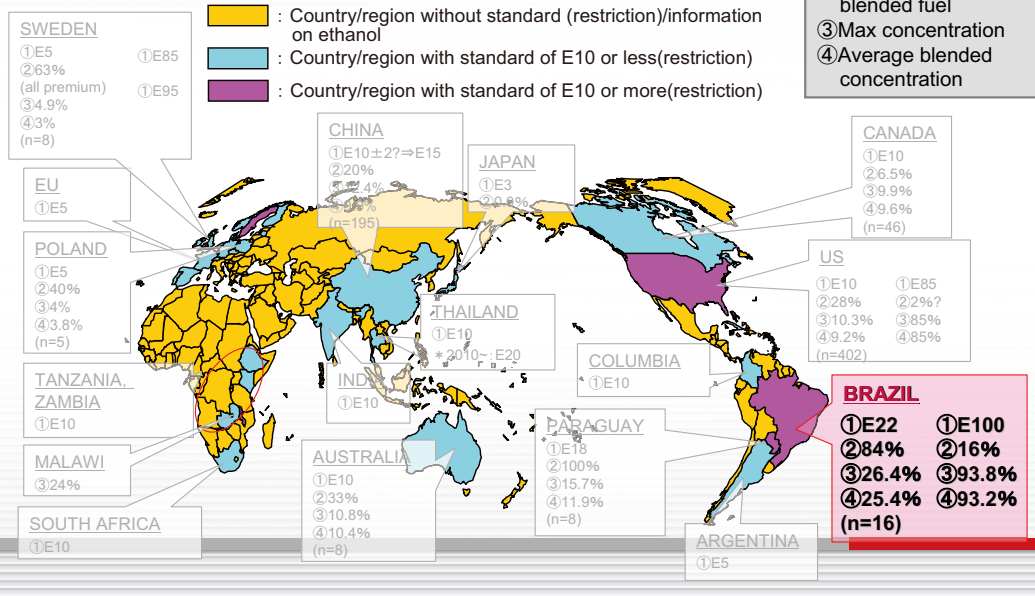 : Country/region without standard (restriction)/information
on ethanol
: Country/region with standard of E10 or less(restriction)
: Country/region with standard of E10 or more(restriction)
blended fuel
③Max concentration
④Average blended
concentration
SWEDEN
①E5 ①E85
②63%
(all premium) ①E95
③4.9%
④3%
(n=8)
EU
①E5
POLAND
①E5
②40%
③4%
④3.8%
(n=5)
TANZANIA,
ZAMBIA
①E10
MALAWI
③24%
SOUTH AFRICA
①E10
CHINA
①E10±2?⇒E15
②20%
(n=195)
JAPAN
①E3
THAILAND
①E10
*2010~:E20
①E10
AUSTRALIA
①E10
②33%
③10.8%
④10.4%
(n=8)
COLUMBIA
①E10
PARAGUAY
①E18
②100%
③15.7%
④11.9%
(n=8)
ARGENTINA
①E5
CANADA
①E10
②6.5%
③9.9%
④9.6%
(n=46)
US
①E10 ①E85
②28% ②2%?
③10.3% ③85%
④9.2% ④85%
(n=402)
BRAZIL
①E22 ①E100
②84% ②16%
③26.4% ③93.8%
④25.4% ④93.2%
(n=16)